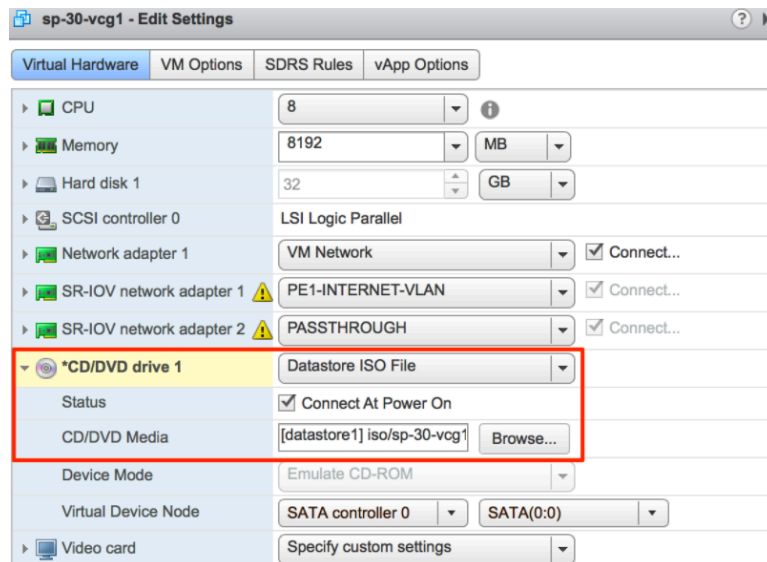 sp-30-vcg1 - Edit Settings ?
Virtual Hardware VM Options SDRS Rules vApp Options
CPU 8
Memory 8192 MB
Hard disk 1 32 GB
SCSI controller 0 LSI Logic Parallel
Network adapter 1 VM Network Connect...
SR-IOV network adapter 1 PE1-INTERNET-VLAN Connect...
SR-IOV network adapter 2 PASSTHROUGH Connect...
*CD/DVD drive 1 Datastore ISO File
Status Connect At Power On
CD/DVD Media [datastore1] iso/sp-30-vcg1 Browse...
Device Mode Emulate CD-ROM
Virtual Device Node SATA controller 0 SATA(0:0)
Video card Specify custom settings